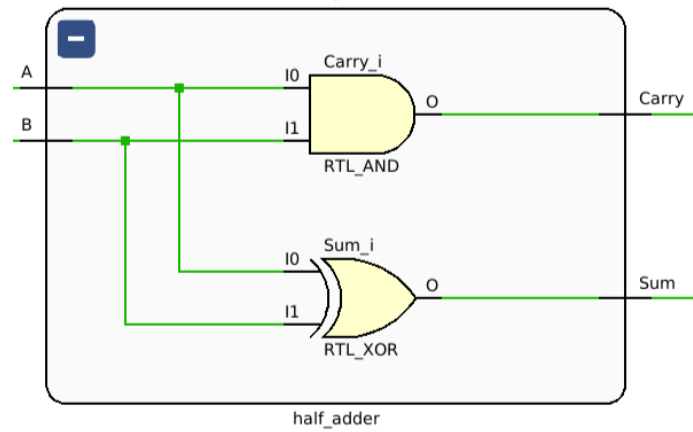 Carry_i
A
I0
O
Carry
B
I1
RTL_AND
Sum_i
I0
O
Sum
I1
RTL_XOR
half_adder